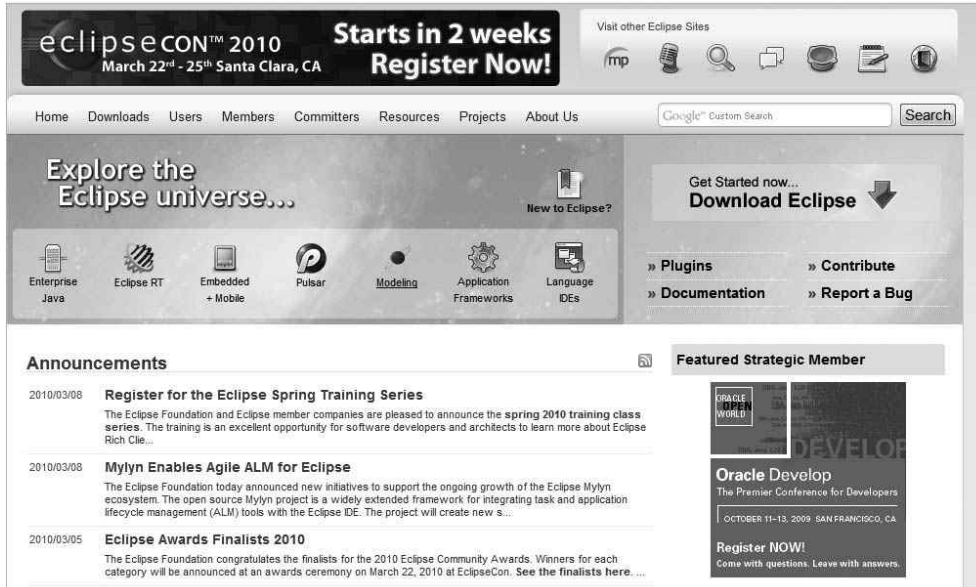 eclipsecon™ 2010
March 22nd - 25th Santa Clara, CA
Starts in 2 weeks
Register Now!
Visit other Eclipse Sites
mp
Home Downloads Users Members Committers Resources Projects About Us
Google™ Custom Search
Search
Explore the
Eclipse universe...
New to Eclipse?
Get Started now...
Download Eclipse
Enterprise
Java
Eclipse RT
Embedded
+ Mobile
Pulsar
Modeling
Application
Frameworks
Language
IDEs
» Plugins
» Contribute
» Documentation
» Report a Bug
Announcements
2010/03/08 Register for the Eclipse Spring Training Series
The Eclipse Foundation and Eclipse member companies are pleased to announce the spring 2010 training class
series. The training is an excellent opportunity for software developers and architects to learn more about Eclipse
Rich Clie...
2010/03/08 Mylyn Enables Agile ALM for Eclipse
The Eclipse Foundation today announced new initiatives to support the ongoing growth of the Eclipse Mylyn
ecosystem. The open source Mylyn project is a widely extended framework for integrating task and application
lifecycle management (ALM) tools with the Eclipse IDE. The project will create new s...
2010/03/05 Eclipse Awards Finalists 2010
The Eclipse Foundation congratulates the finalists for the 2010 Eclipse Community Awards. Winners for each
category will be announced at an awards ceremony on March 22, 2010 at EclipseCon. See the finalists here. ...
Featured Strategic Member
ORACLE
OPEN
WORLD
DEVELOP
Oracle Develop
The Premier Conference for Developers
OCTOBER 11–13, 2009 SAN FRANCISCO, CA
Register NOW!
Come with questions. Leave with answers.